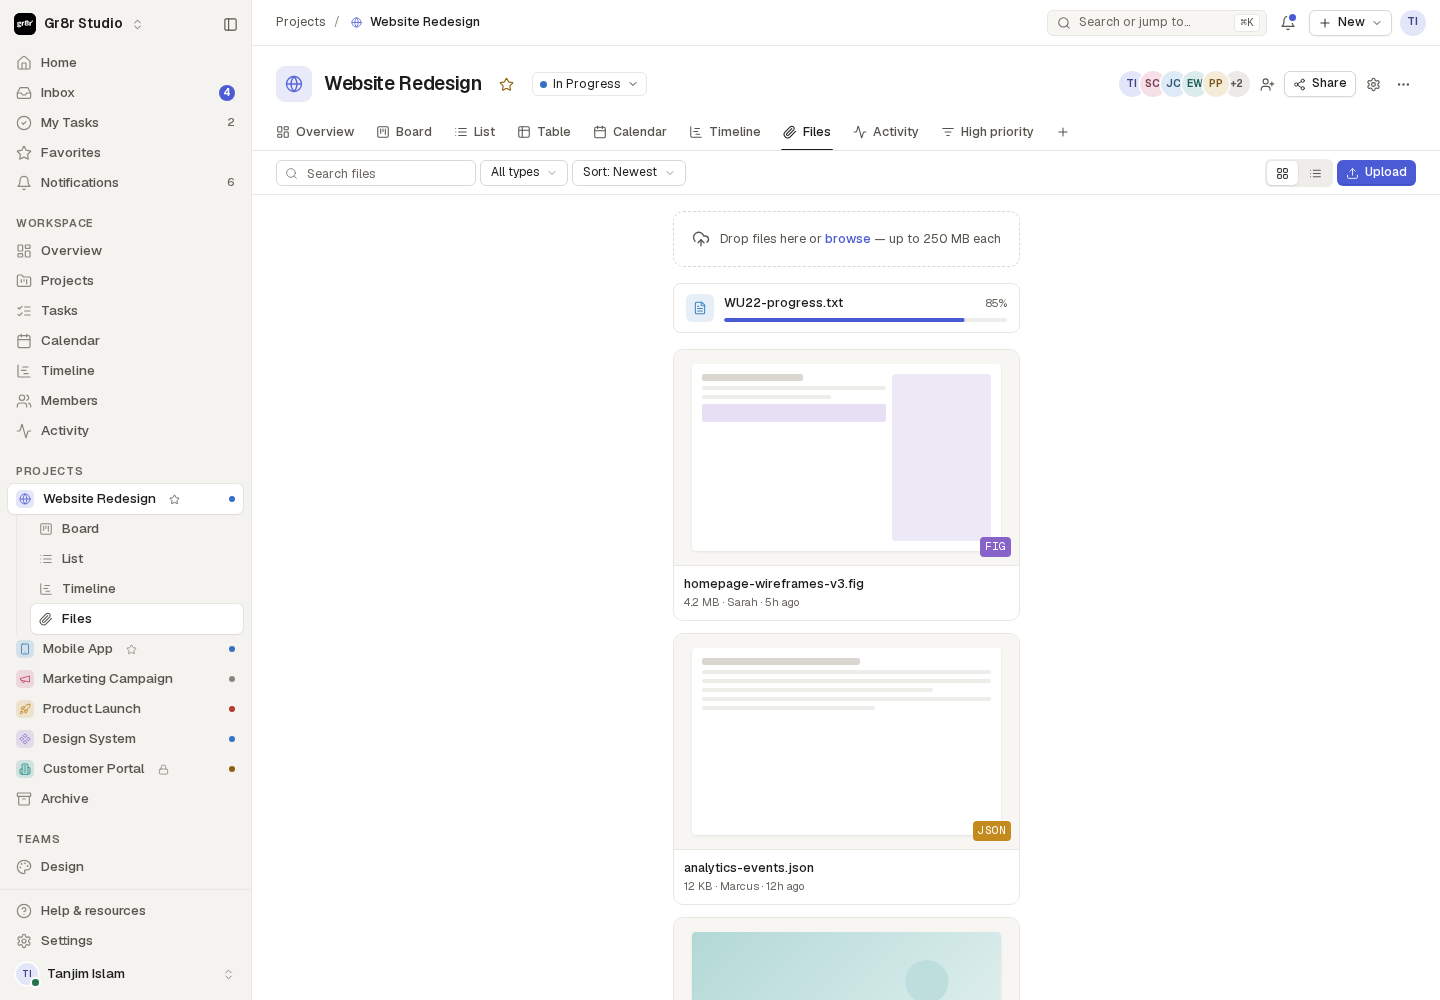 gr8r Gr8r Studio
Home
Inbox 4
My Tasks 2
Favorites
Notifications 6
WORKSPACE
Overview
Projects
Tasks
Calendar
Timeline
Members
Activity
PROJECTS
Website Redesign
Board
List
Timeline
Files
Mobile App
Marketing Campaign
Product Launch
Design System
Customer Portal
Archive
TEAMS
Design
Help & resources
Settings
TI Tanjim Islam
Projects / Website Redesign
Search or jump to... ⌘K
New
TI
Website Redesign In Progress
TI SC JC EW PP +2
Share
Overview Board List Table Calendar Timeline Files Activity High priority
Search files All types Sort: Newest
Upload
Drop files here or browse — up to 250 MB each
WU22-progress.txt 85%
FIG
homepage-wireframes-v3.fig
4.2 MB · Sarah · 5h ago
JSON
analytics-events.json
12 KB · Marcus · 12h ago